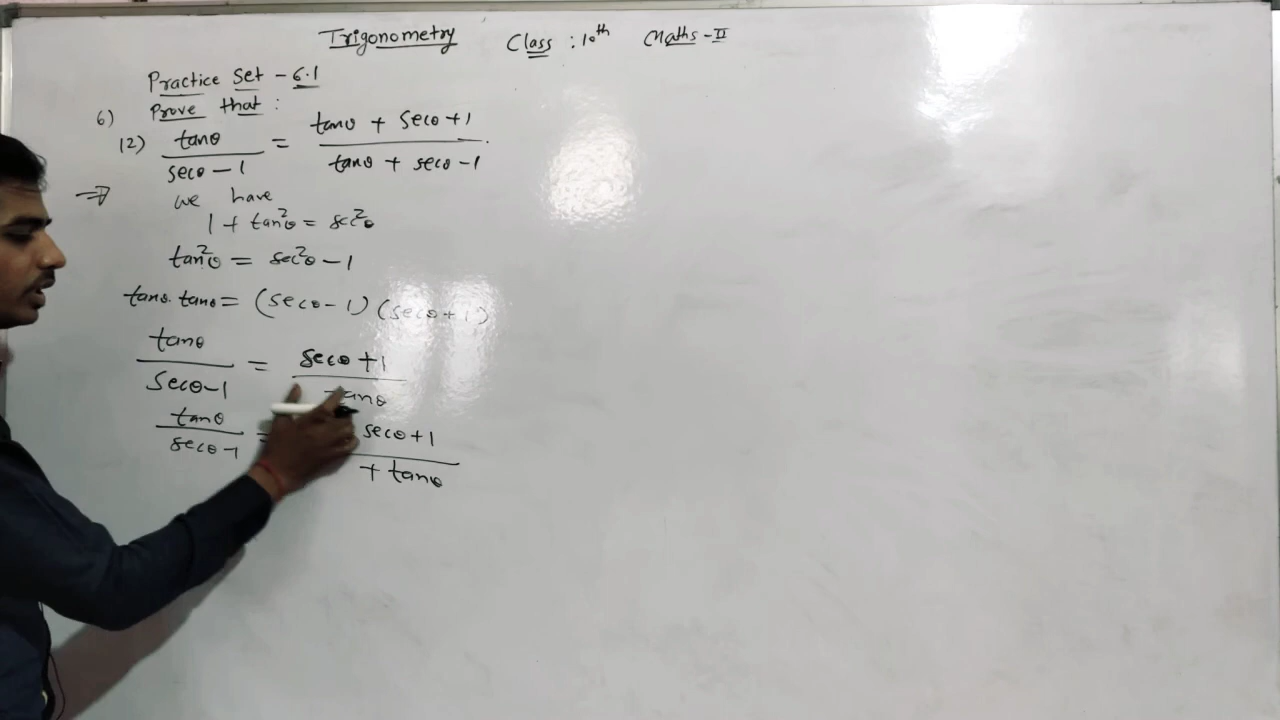 Trigonometry Class : 10th Maths-II
Practice Set - 6.1
6) Prove that :
12) tanθ / secθ - 1 = tanθ + secθ + 1 / tanθ + secθ - 1
⇒ we have
1 + tan²θ = sec²θ
tan²θ = sec²θ - 1
tanθ. tanθ = (secθ - 1) (secθ + 1)
tanθ / secθ - 1 = secθ + 1 / tanθ
tanθ / secθ - 1 = secθ + 1 / + tanθ